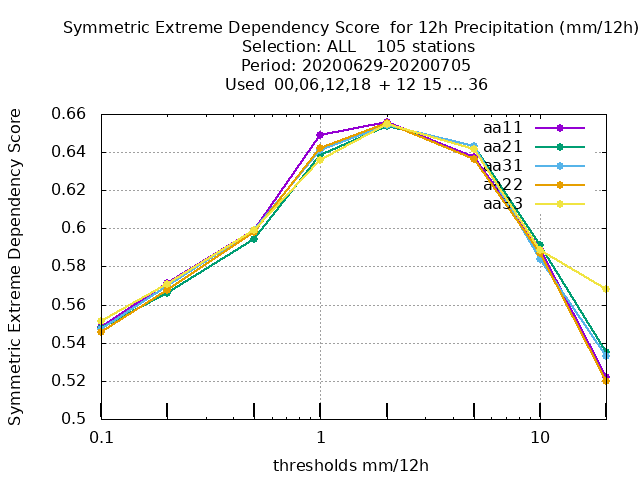 Symmetric Extreme Dependency Score for 12h Precipitation (mm/12h)
Selection: ALL 105 stations
Period: 20200629-20200705
Used 00,06,12,18 + 12 15 ... 36
Symmetric Extreme Dependency Score
0.66
0.64
0.62
0.6
0.58
0.56
0.54
0.52
0.5
aa11
aa21
aa31
aa22
aa33
0.1
1
10
thresholds mm/12h